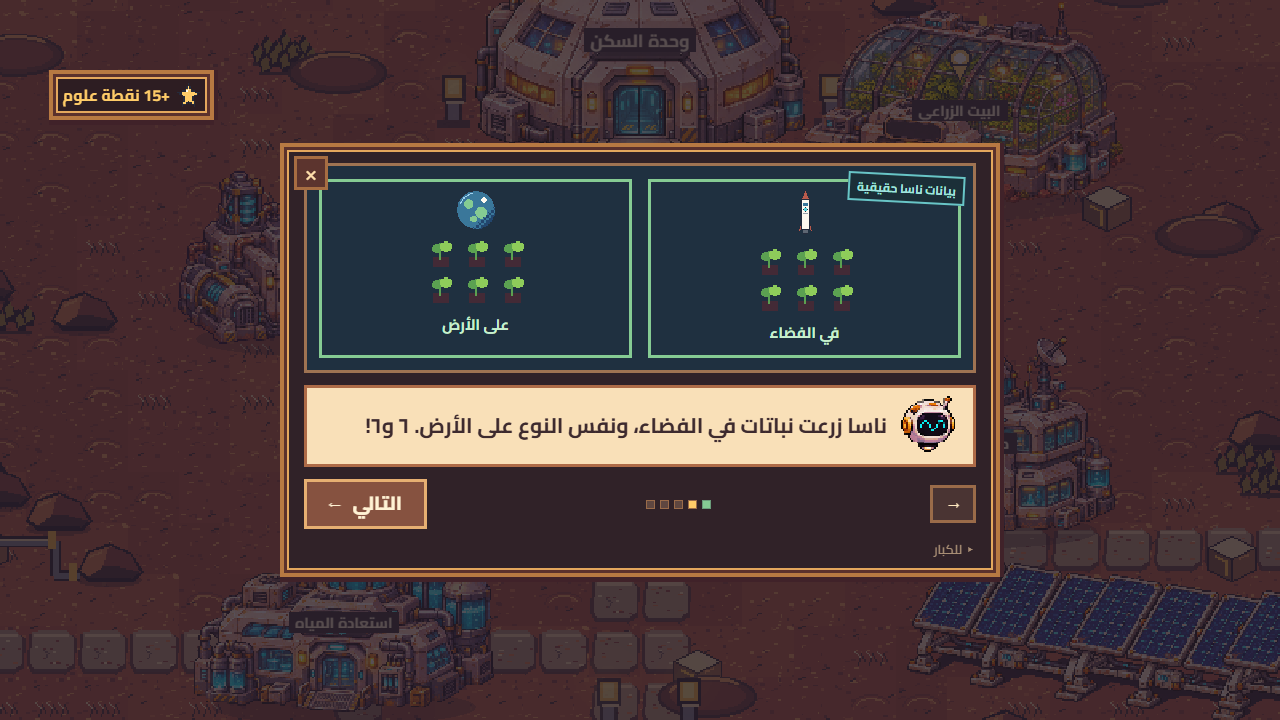 وحدة السكن
البيت الزراعي
+15 نقطة علوم
بيانات ناسا حقيقية
في الفضاء
على الأرض
ناسا زرعت نباتات في الفضاء، ونفس النوع على الأرض. ٦ و٦!
→
التالي ←
للكبار
استعادة المياه